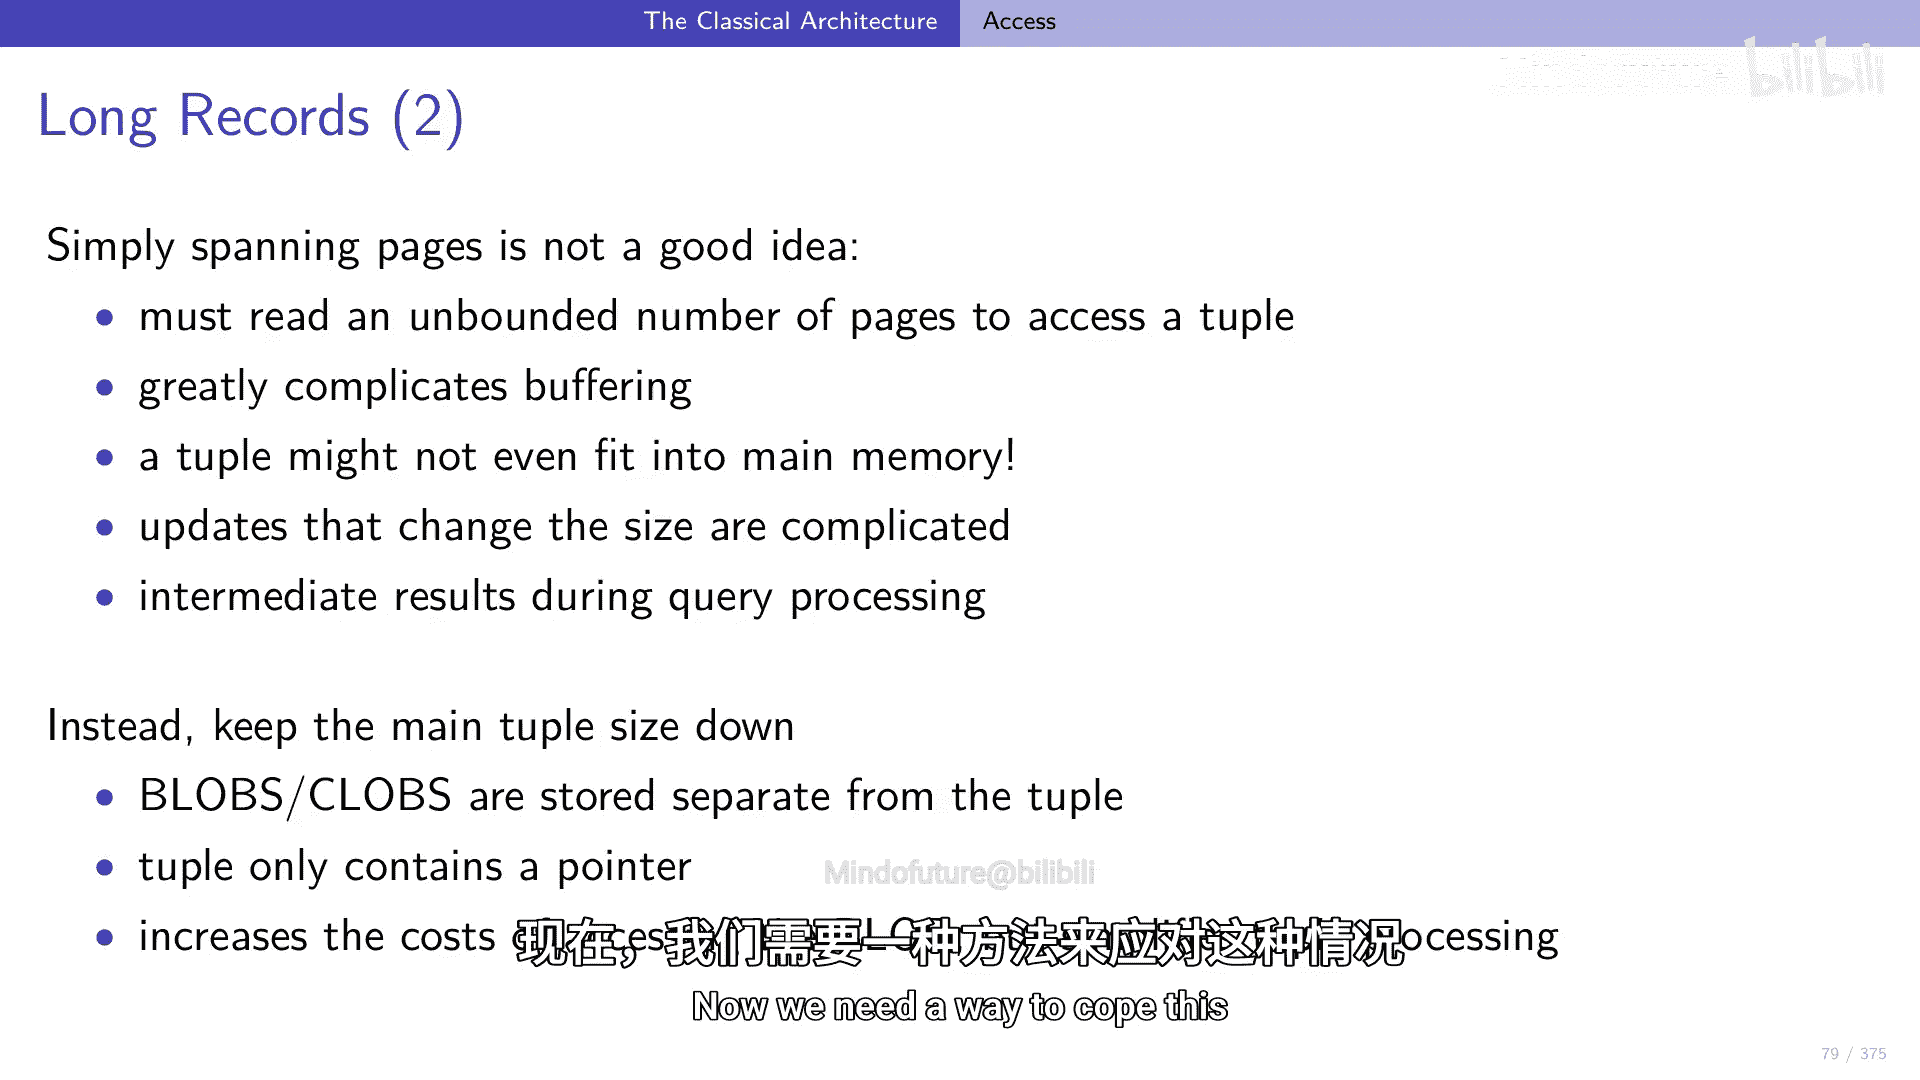 The Classical Architecture Access
bilibili
Long Records (2)
Simply spanning pages is not a good idea:
• must read an unbounded number of pages to access a tuple
• greatly complicates buffering
• a tuple might not even fit into main memory!
• updates that change the size are complicated
• intermediate results during query processing
Instead, keep the main tuple size down
• BLOBS/CLOBS are stored separate from the tuple
• tuple only contains a pointer
Mindofuture@bilibili
• increases the costs
现在，我们需要一种方法来应对这种情况
Now we need a way to cope this
79 / 375